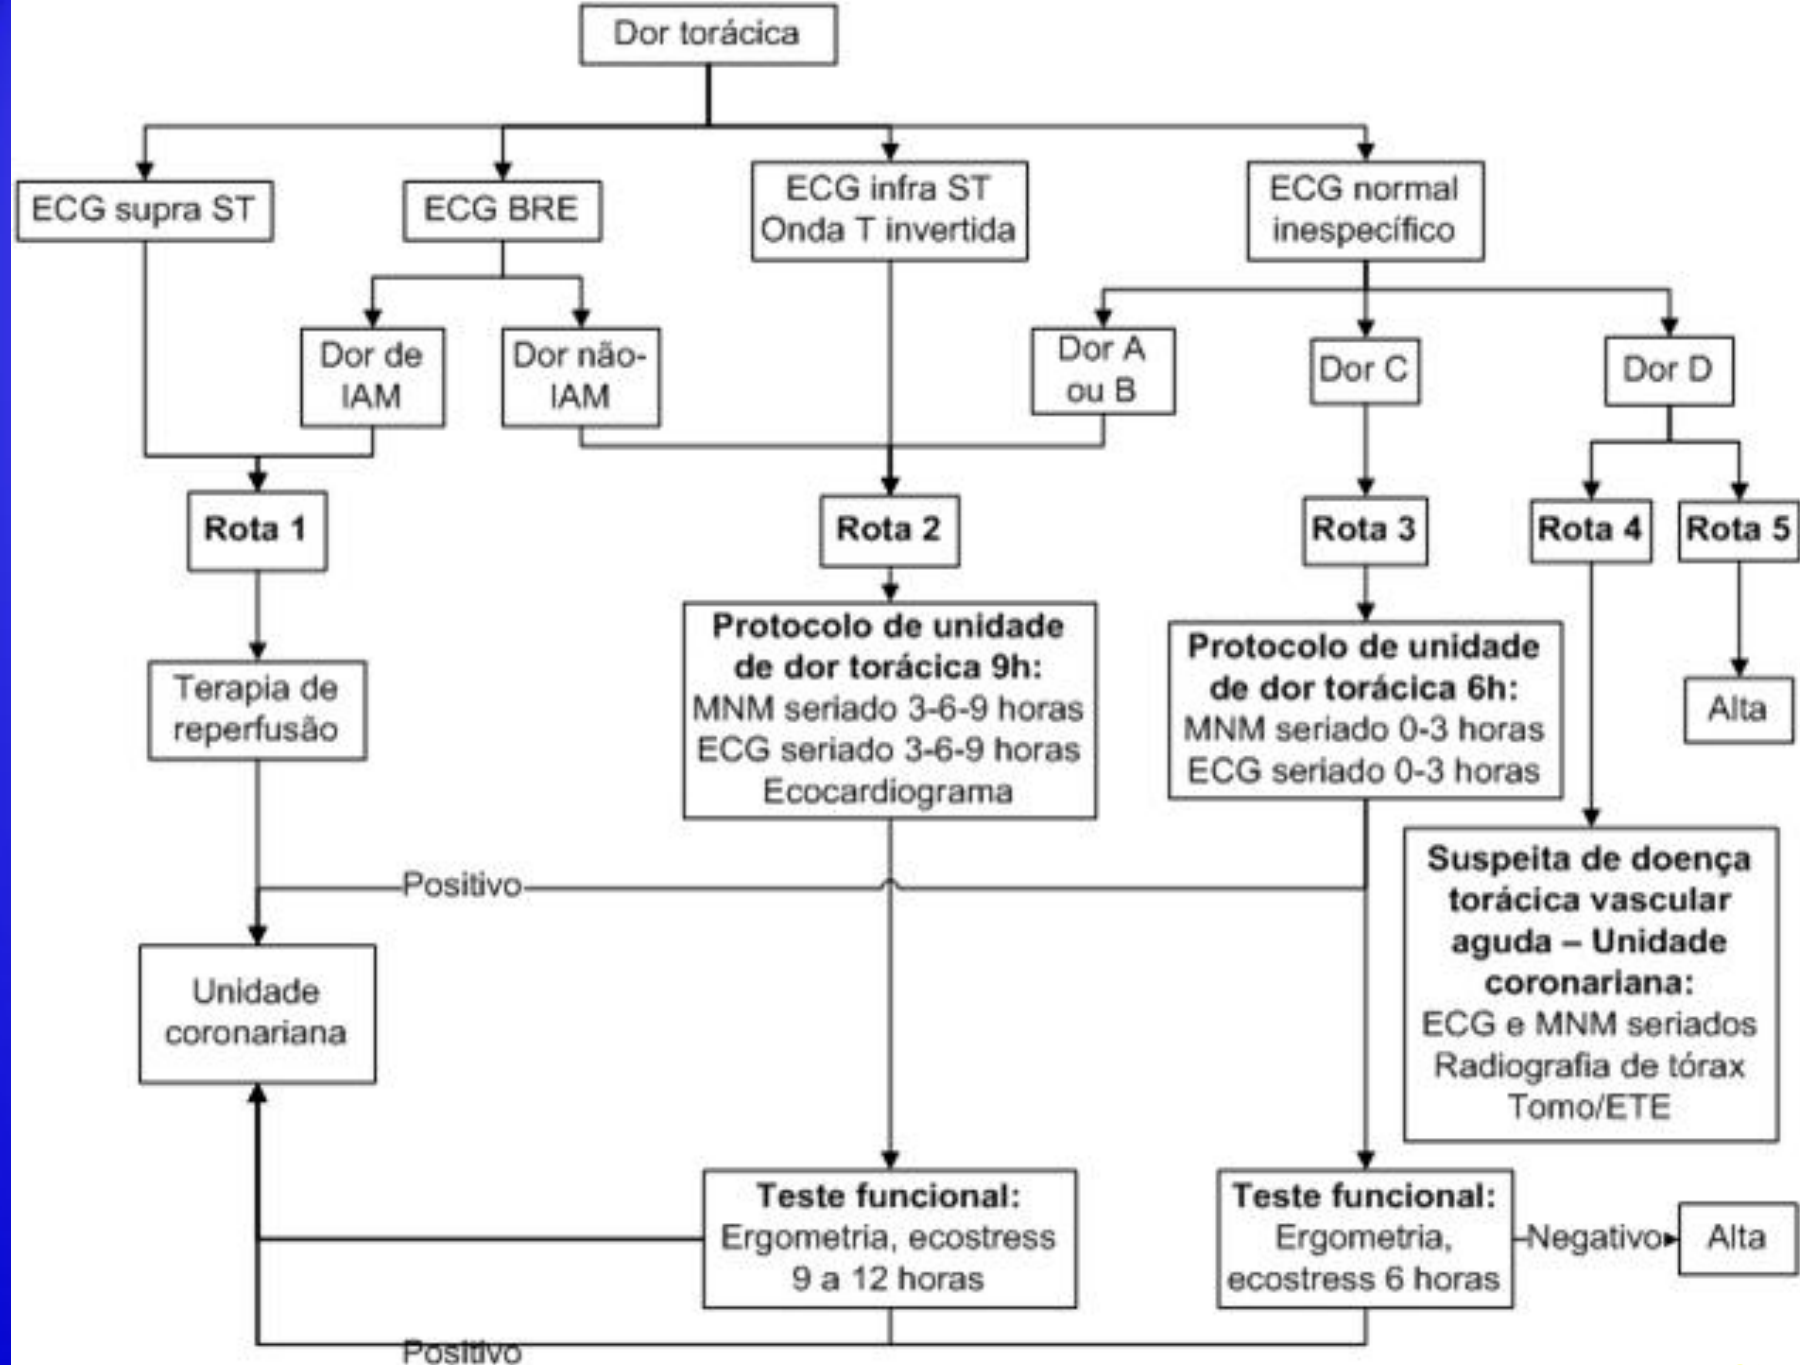 Dor torácica
ECG supra ST
ECG BRE
ECG infra ST
Onda T invertida
ECG normal
inespecífico
Dor de
IAM
Dor não-
IAM
Dor A
ou B
Dor C
Dor D
Rota 1
Rota 2
Rota 3
Rota 4
Rota 5
Terapia de
reperfusão
Protocolo de unidade
de dor torácica 9h:
MNM seriado 3-6-9 horas
ECG seriado 3-6-9 horas
Ecocardiograma
Protocolo de unidade
de dor torácica 6h:
MNM seriado 0-3 horas
ECG seriado 0-3 horas
Alta
Suspeita de doença
torácica vascular
aguda – Unidade
coronariana:
ECG e MNM seriados
Radiografia de tórax
Tomo/ETE
Positivo
Unidade
coronariana
Teste funcional:
Ergometria, ecostress
9 a 12 horas
Teste funcional:
Ergometria,
ecostress 6 horas
Negativo
Alta
Positivo